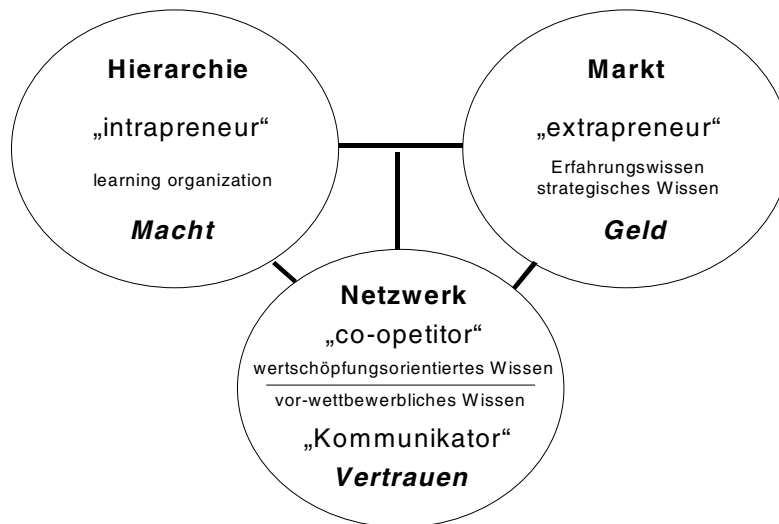 Hierarchie
„intrapreneur“
learning organization
Macht
Markt
„extrapreneur“
Erfahrungswissen
strategisches Wissen
Geld
Netzwerk
„co-opetitor“
wertschöpfungsorientiertes Wissen
vor-wettbewerbliches Wissen
„Kommunikator“
Vertrauen